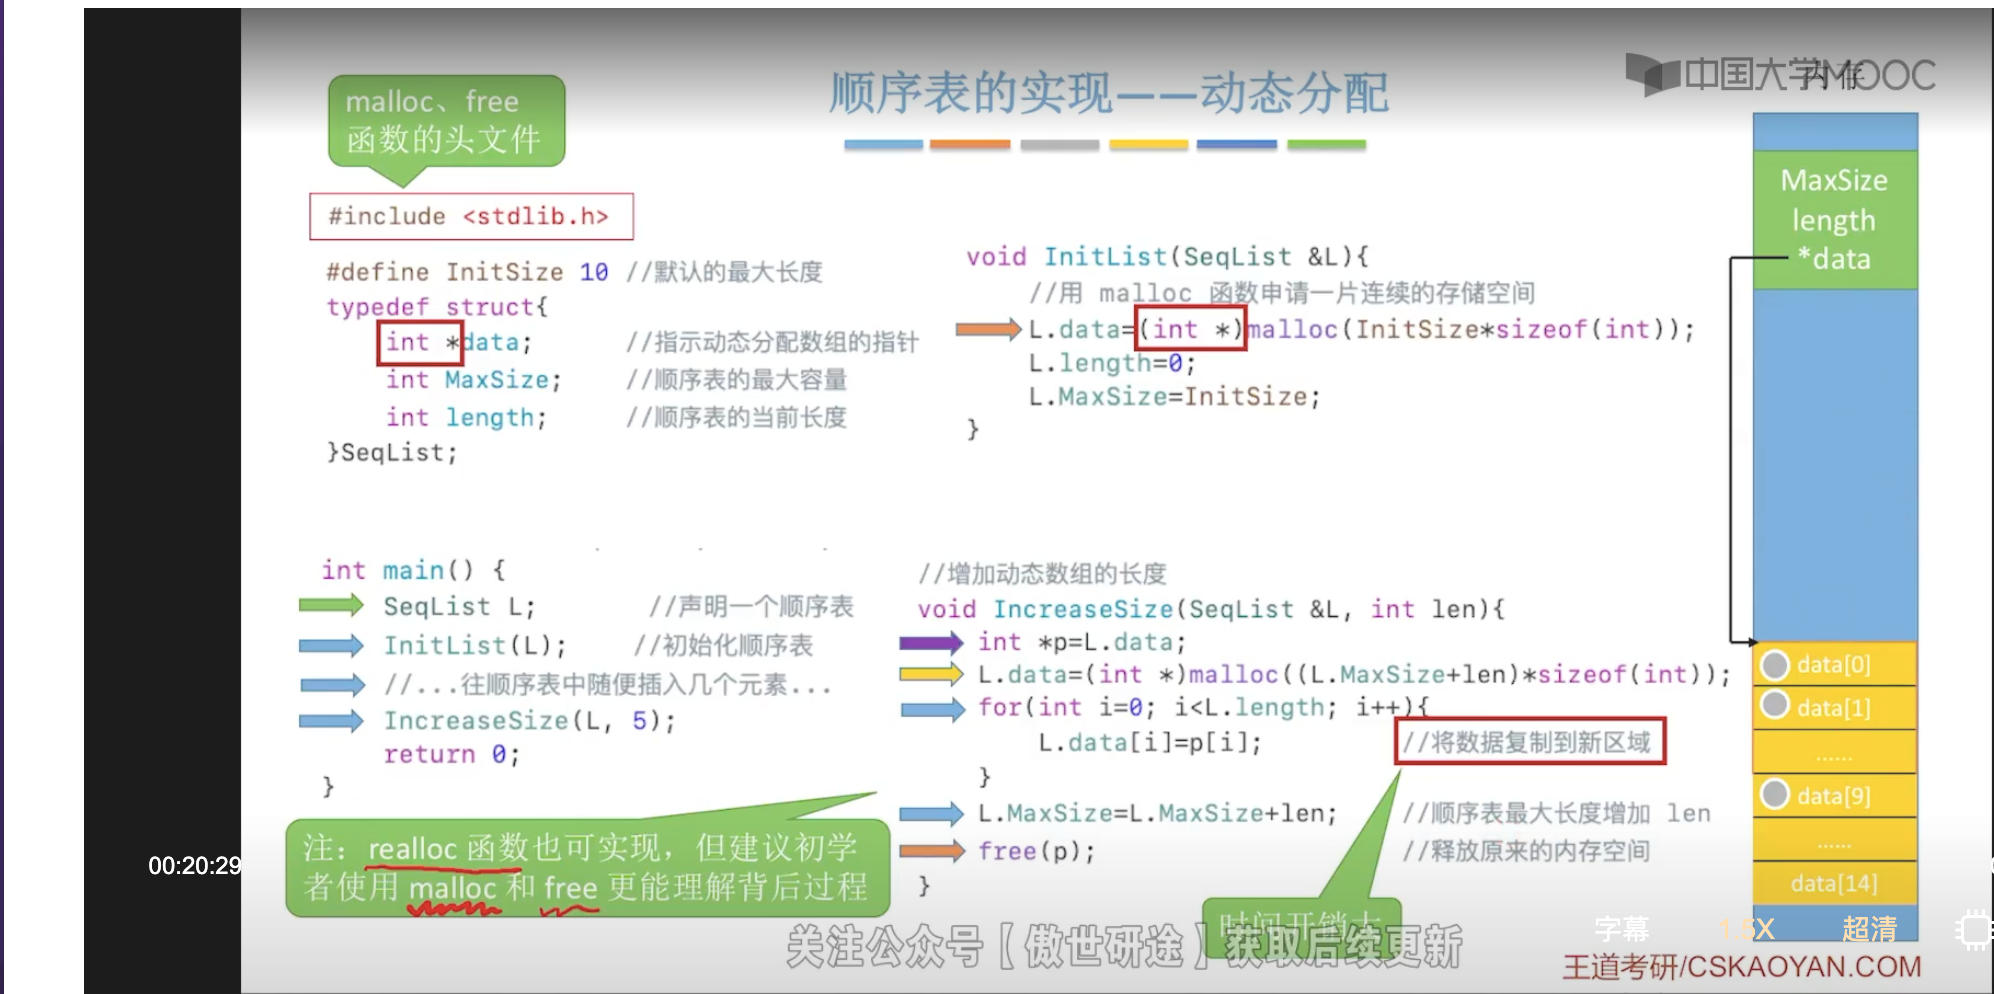 顺序表的实现——动态分配
中国大学MOOC
内存
malloc、free
函数的头文件
#include <stdlib.h>
#define InitSize 10 //默认的最大长度
typedef struct{
int *data; //指示动态分配数组的指针
int MaxSize; //顺序表的最大容量
int length; //顺序表的当前长度
}SeqList;
void InitList(SeqList &L){
//用 malloc 函数申请一片连续的存储空间
L.data=(int *)malloc(InitSize*sizeof(int));
L.length=0;
L.MaxSize=InitSize;
}
int main() {
SeqList L; //声明一个顺序表
InitList(L); //初始化顺序表
//...往顺序表中随便插入几个元素...
IncreaseSize(L, 5);
return 0;
}
注：realloc 函数也可实现，但建议初学
者使用 malloc 和 free 更能理解背后过程
//增加动态数组的长度
void IncreaseSize(SeqList &L, int len){
int *p=L.data;
L.data=(int *)malloc((L.MaxSize+len)*sizeof(int));
for(int i=0; i<L.length; i++){
L.data[i]=p[i]; //将数据复制到新区域
}
L.MaxSize=L.MaxSize+len; //顺序表最大长度增加 len
free(p); //释放原来的内存空间
}
时间开销大
MaxSize
length
*data
data[0]
data[1]
......
data[9]
......
data[14]
00:20:29
字幕
1.5X
超清
关注公众号【傲世研途】获取后续更新
王道考研/CSKAOYAN.COM